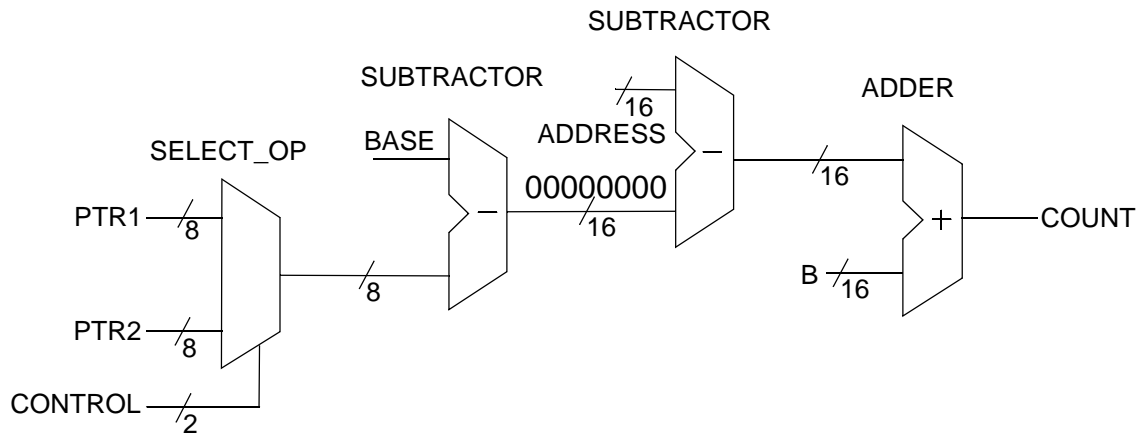 SUBTRACTOR
SUBTRACTOR
ADDER
16
BASE
ADDRESS
SELECT_OP
−
16
00000000
PTR1
8
−
16
+
COUNT
8
B
16
PTR2
8
CONTROL
2